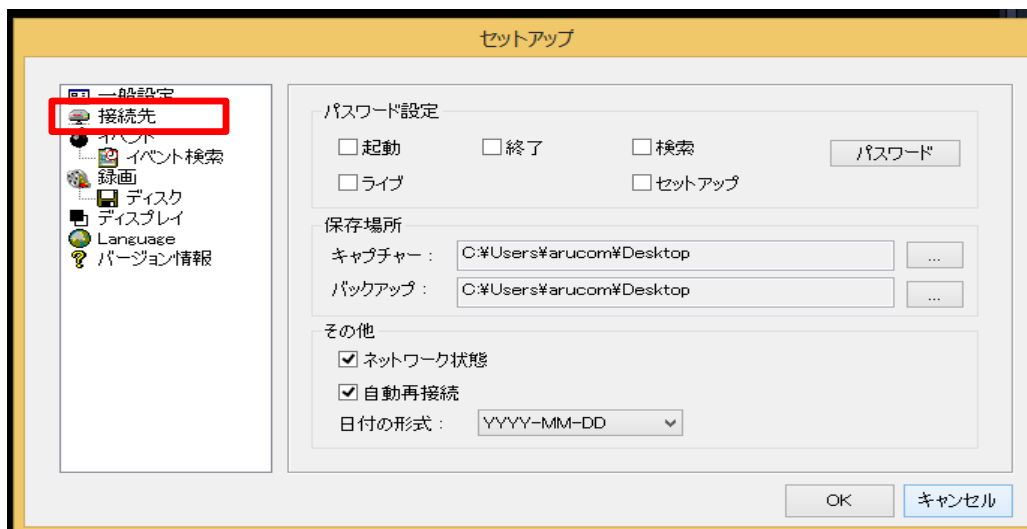 セットアップ
一般設定
接続先
イベント
イベント検索
録画
ディスク
ディスプレイ
Language
バージョン情報
パスワード設定
起動 終了 検索 パスワード
ライブ セットアップ
保存場所
キャプチャー： C:¥Users¥arucom¥Desktop ...
バックアップ： C:¥Users¥arucom¥Desktop ...
その他
ネットワーク状態
自動再接続
日付の形式： YYYY-MM-DD
OK キャンセル